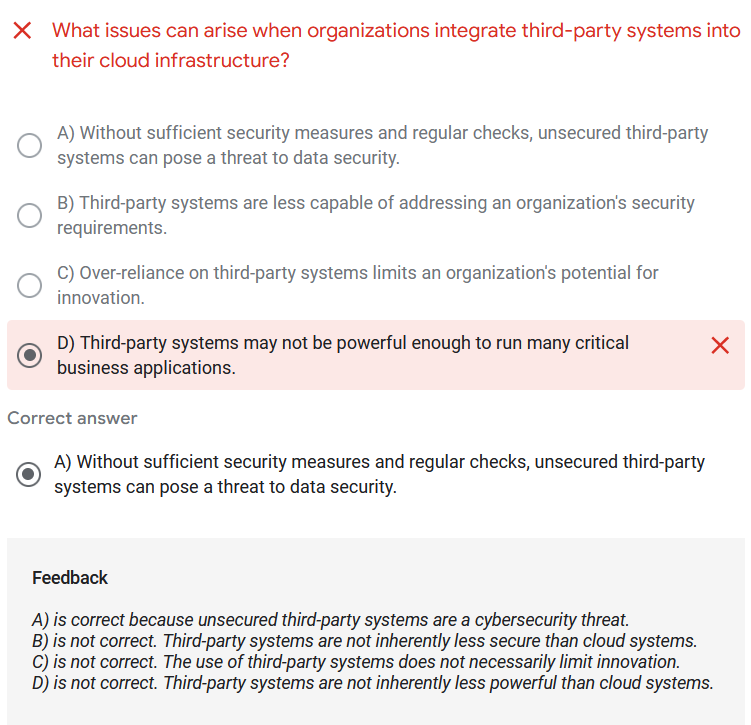 What issues can arise when organizations integrate third-party systems into
their cloud infrastructure?
A) Without sufficient security measures and regular checks, unsecured third-party
systems can pose a threat to data security.
B) Third-party systems are less capable of addressing an organization's security
requirements.
C) Over-reliance on third-party systems limits an organization's potential for
innovation.
D) Third-party systems may not be powerful enough to run many critical
business applications.
Correct answer
A) Without sufficient security measures and regular checks, unsecured third-party
systems can pose a threat to data security.
Feedback
A) is correct because unsecured third-party systems are a cybersecurity threat.
B) is not correct. Third-party systems are not inherently less secure than cloud systems.
C) is not correct. The use of third-party systems does not necessarily limit innovation.
D) is not correct. Third-party systems are not inherently less powerful than cloud systems.